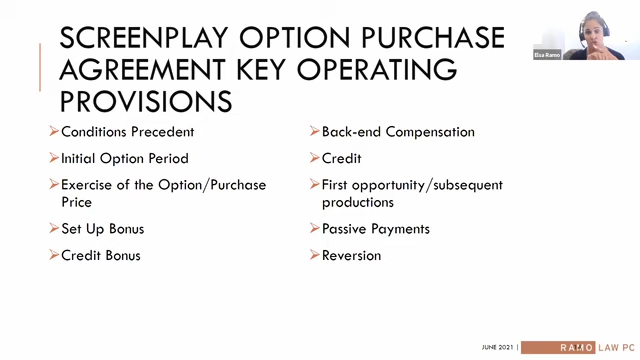 SCREENPLAY OPTION PURCHASE
AGREEMENT KEY OPERATING
PROVISIONS
Conditions Precedent
Initial Option Period
Exercise of the Option/Purchase
Price
Set Up Bonus
Credit Bonus
Back-end Compensation
Credit
First opportunity/subsequent
productions
Passive Payments
Reversion
Elsa Ramo
JUNE 2021 |
RAMO LAW PC